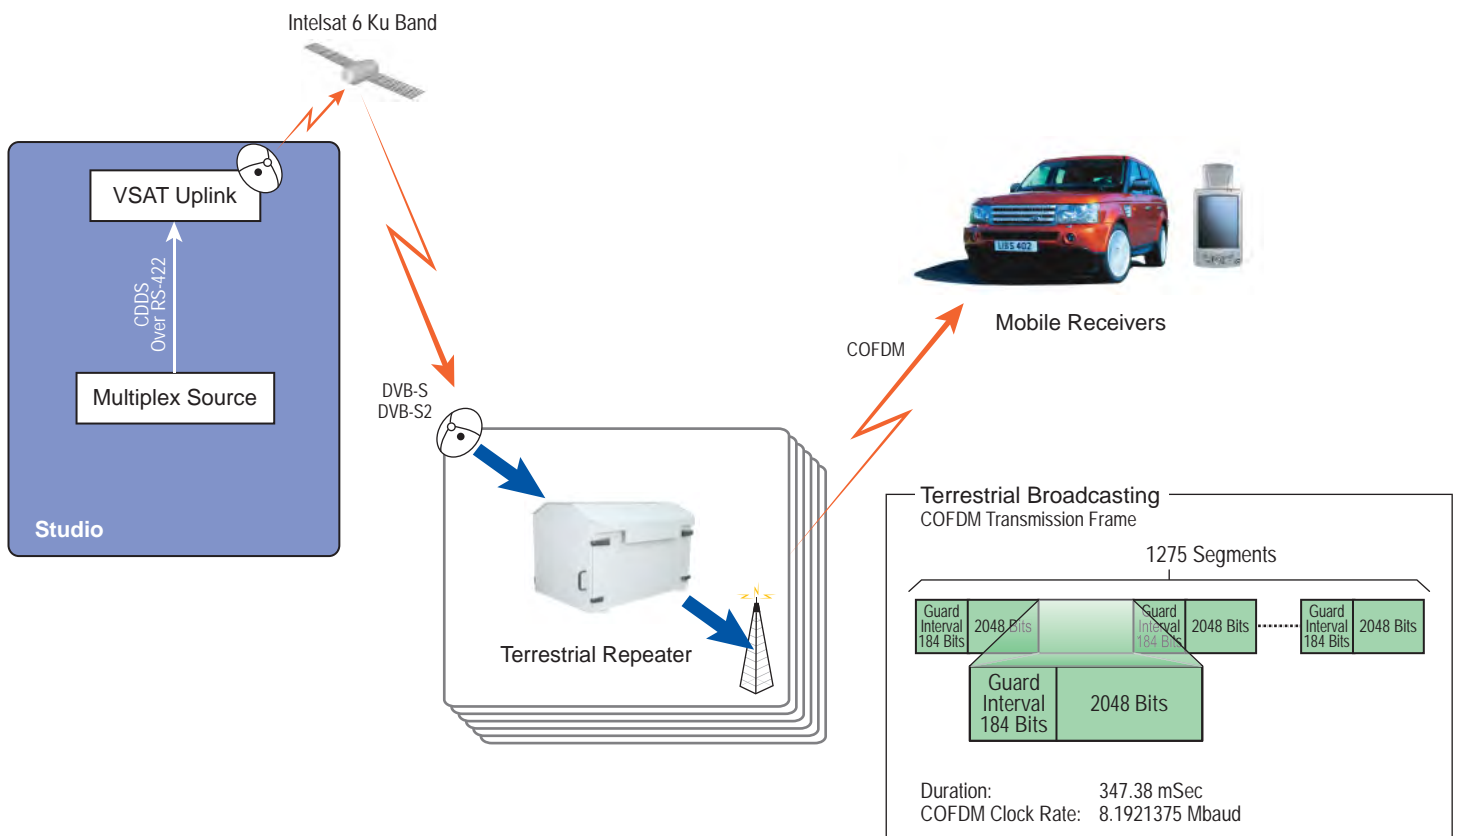 Intelsat 6 Ku Band
VSAT Uplink
CDDS
Over RS-422
Multiplex Source
Studio
DVB-S
DVB-S2
Terrestrial Repeater
COFDM
UBS 402
Mobile Receivers
Terrestrial Broadcasting
COFDM Transmission Frame
1275 Segments
Guard
Interval
184 Bits
2048 Bits
Guard
Interval
184 Bits
2048 Bits
Guard
Interval
184 Bits
2048 Bits
Guard
Interval
184 Bits
2048 Bits
Duration: 347.38 mSec
COFDM Clock Rate: 8.1921375 Mbaud